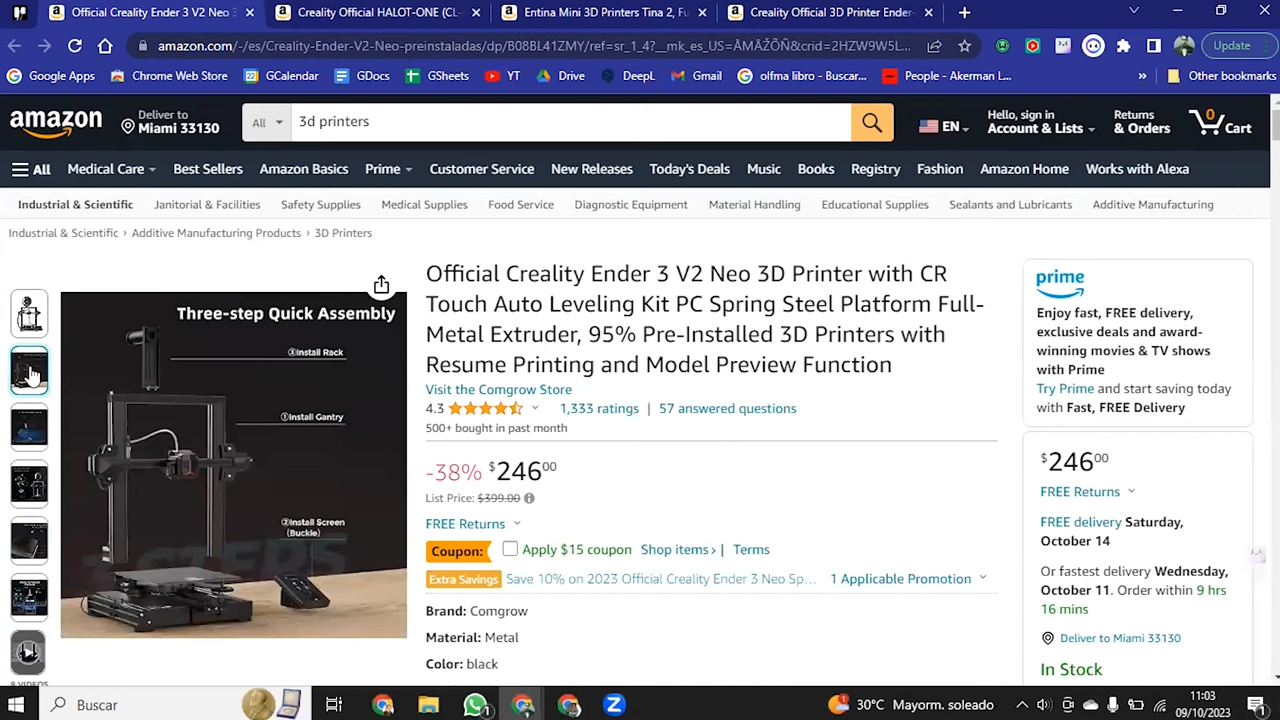 Official Creality Ender 3 V2 Neo 3
Creality Official HALOT-ONE (CL-
Entina Mini 3D Printers Tina 2, Fu
Creality Official 3D Printer Ender-
amazon.com/-/es/Creality-Ender-V2-Neo-preinstaladas/dp/B08BL41ZMY/ref=sr_1_4?__mk_es_US=ÅMÅŽÕÑ&crid=2HZW9W5L...
Update
Google Apps
Chrome Web Store
22 GCalendar
GDocs
GSheets
YT
Drive
DeepL
Gmail
olfma libro - Buscar...
People - Akerman L...
»
Other bookmarks
amazon
Deliver to
Miami 33130
All
3d printers
EN
Hello, sign in
Account & Lists
Returns
& Orders
0
Cart
All
Medical Care
Best Sellers
Amazon Basics
Prime
Customer Service
New Releases
Today's Deals
Music
Books
Registry
Fashion
Amazon Home
Works with Alexa
Industrial & Scientific
Janitorial & Facilities
Safety Supplies
Medical Supplies
Food Service
Diagnostic Equipment
Material Handling
Educational Supplies
Sealants and Lubricants
Additive Manufacturing
Industrial & Scientific › Additive Manufacturing Products › 3D Printers
Three-step Quick Assembly
③Install Rack
①Install Gantry
②Install Screen
(Buckle)
8 VIDEOS
Official Creality Ender 3 V2 Neo 3D Printer with CR
Touch Auto Leveling Kit PC Spring Steel Platform Full-
Metal Extruder, 95% Pre-Installed 3D Printers with
Resume Printing and Model Preview Function
Visit the Comgrow Store
4.3
1,333 ratings | 57 answered questions
500+ bought in past month
-38% $246.00
List Price: $399.00
FREE Returns
Coupon: Apply $15 coupon Shop items › | Terms
Extra Savings Save 10% on 2023 Official Creality Ender 3 Neo Sp... 1 Applicable Promotion
Brand: Comgrow
Material: Metal
Color: black
prime
Enjoy fast, FREE delivery,
exclusive deals and award-
winning movies & TV shows
with Prime
Try Prime and start saving today
with Fast, FREE Delivery
$246.00
FREE Returns
FREE delivery Saturday,
October 14
Or fastest delivery Wednesday,
October 11. Order within 9 hrs
16 mins
Deliver to Miami 33130
In Stock
Buscar
1
30°C Mayorm. soleado
11:03
09/10/2023